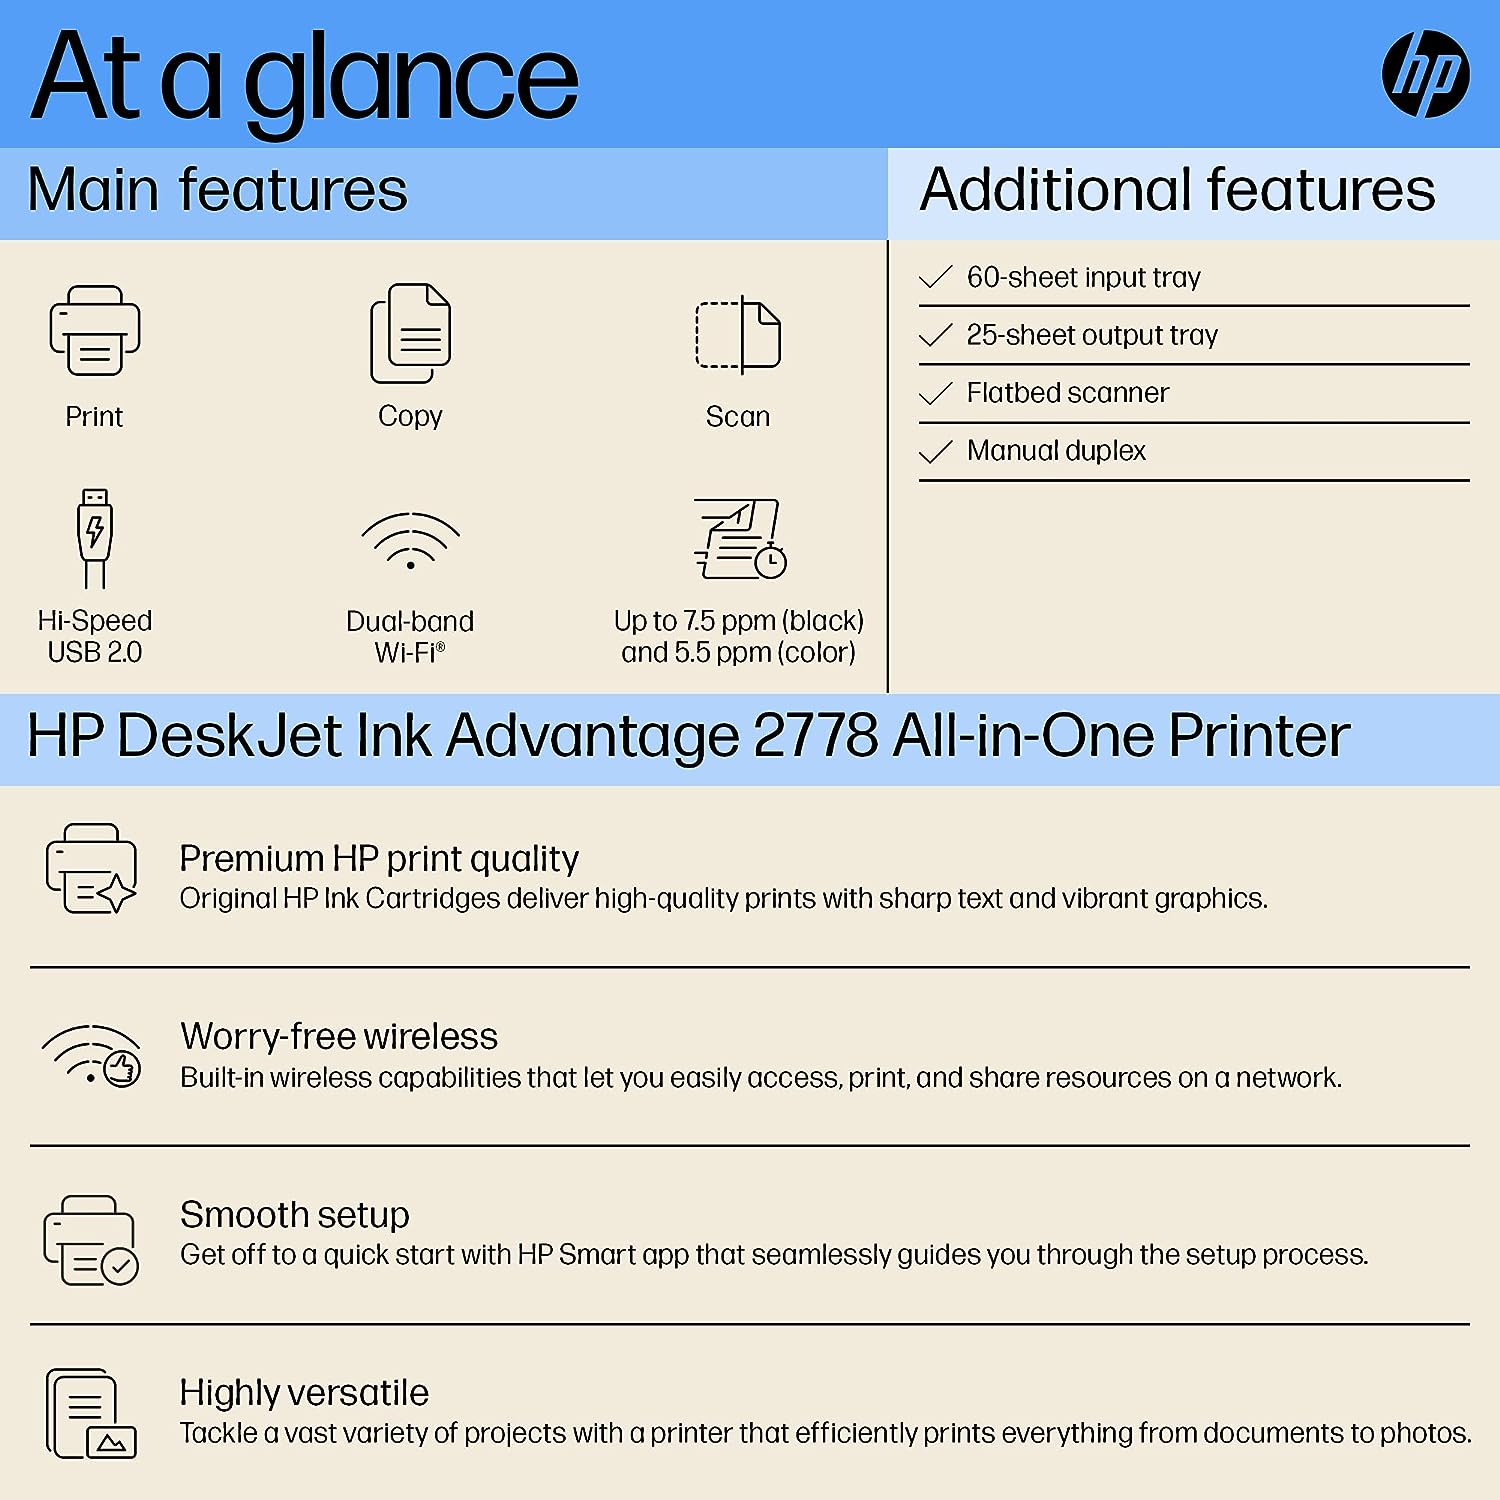 At a glance
hp
Main features
Additional features
Print
Copy
Scan
Hi-Speed
USB 2.0
Dual-band
Wi-Fi®
Up to 7.5 ppm (black)
and 5.5 ppm (color)
60-sheet input tray
25-sheet output tray
Flatbed scanner
Manual duplex
HP DeskJet Ink Advantage 2778 All-in-One Printer
Premium HP print quality
Original HP Ink Cartridges deliver high-quality prints with sharp text and vibrant graphics.
Worry-free wireless
Built-in wireless capabilities that let you easily access, print, and share resources on a network.
Smooth setup
Get off to a quick start with HP Smart app that seamlessly guides you through the setup process.
Highly versatile
Tackle a vast variety of projects with a printer that efficiently prints everything from documents to photos.